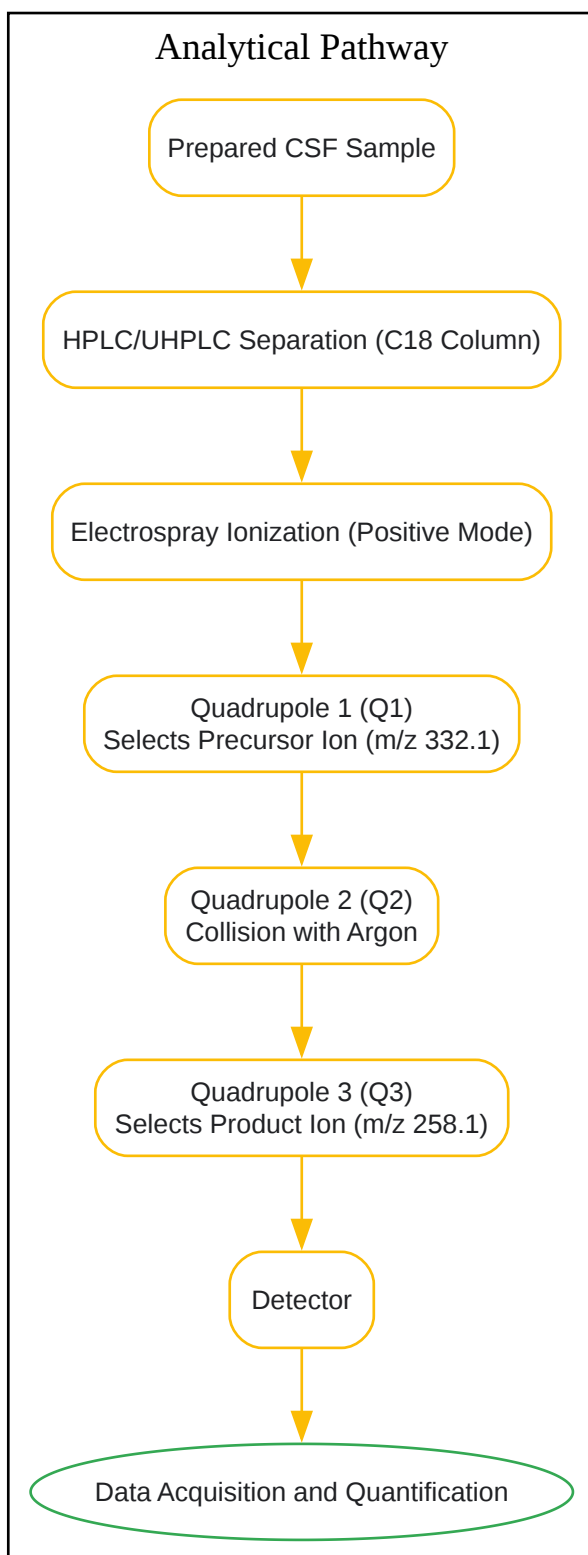 Analytical Pathway
Prepared CSF Sample
HPLC/UHPLC Separation (C18 Column)
Electrospray Ionization (Positive Mode)
Quadrupole 1 (Q1)
Selects Precursor Ion (m/z 332.1)
Quadrupole 2 (Q2)
Collision with Argon
Quadrupole 3 (Q3)
Selects Product Ion (m/z 258.1)
Detector
Data Acquisition and Quantification